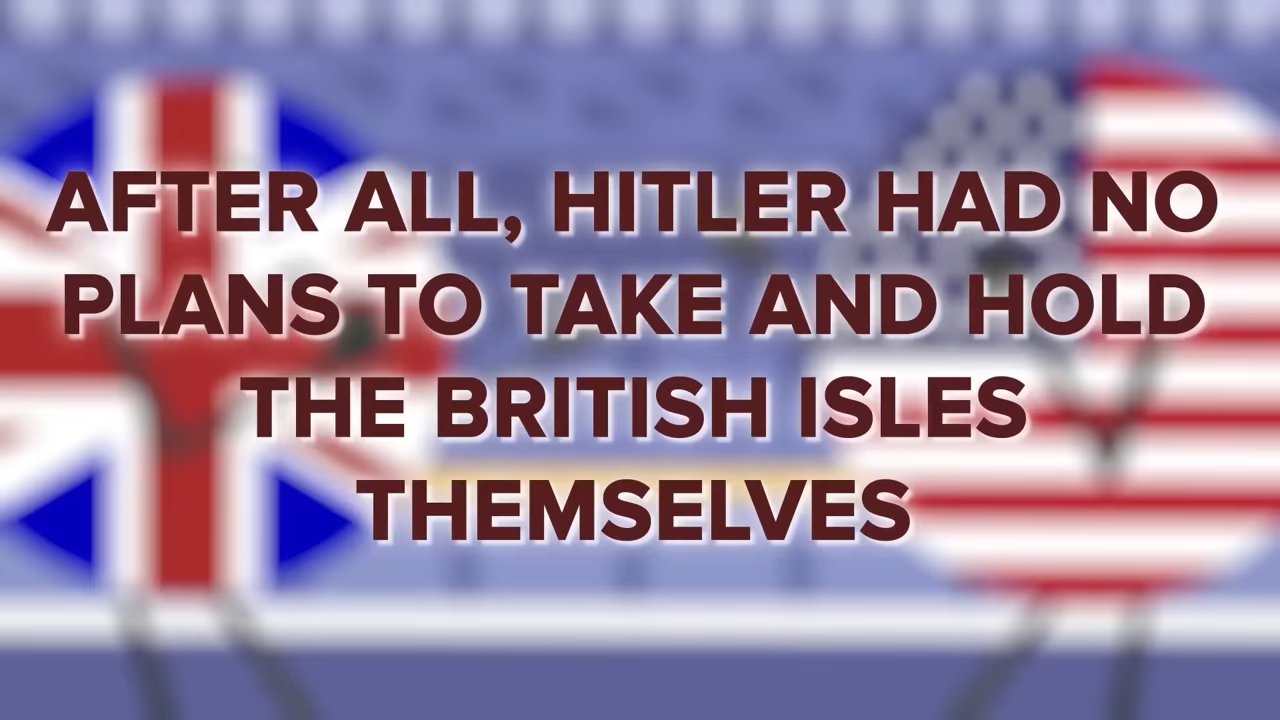 AFTER ALL, HITLER HAD NO
PLANS TO TAKE AND HOLD
THE BRITISH ISLES
THEMSELVES